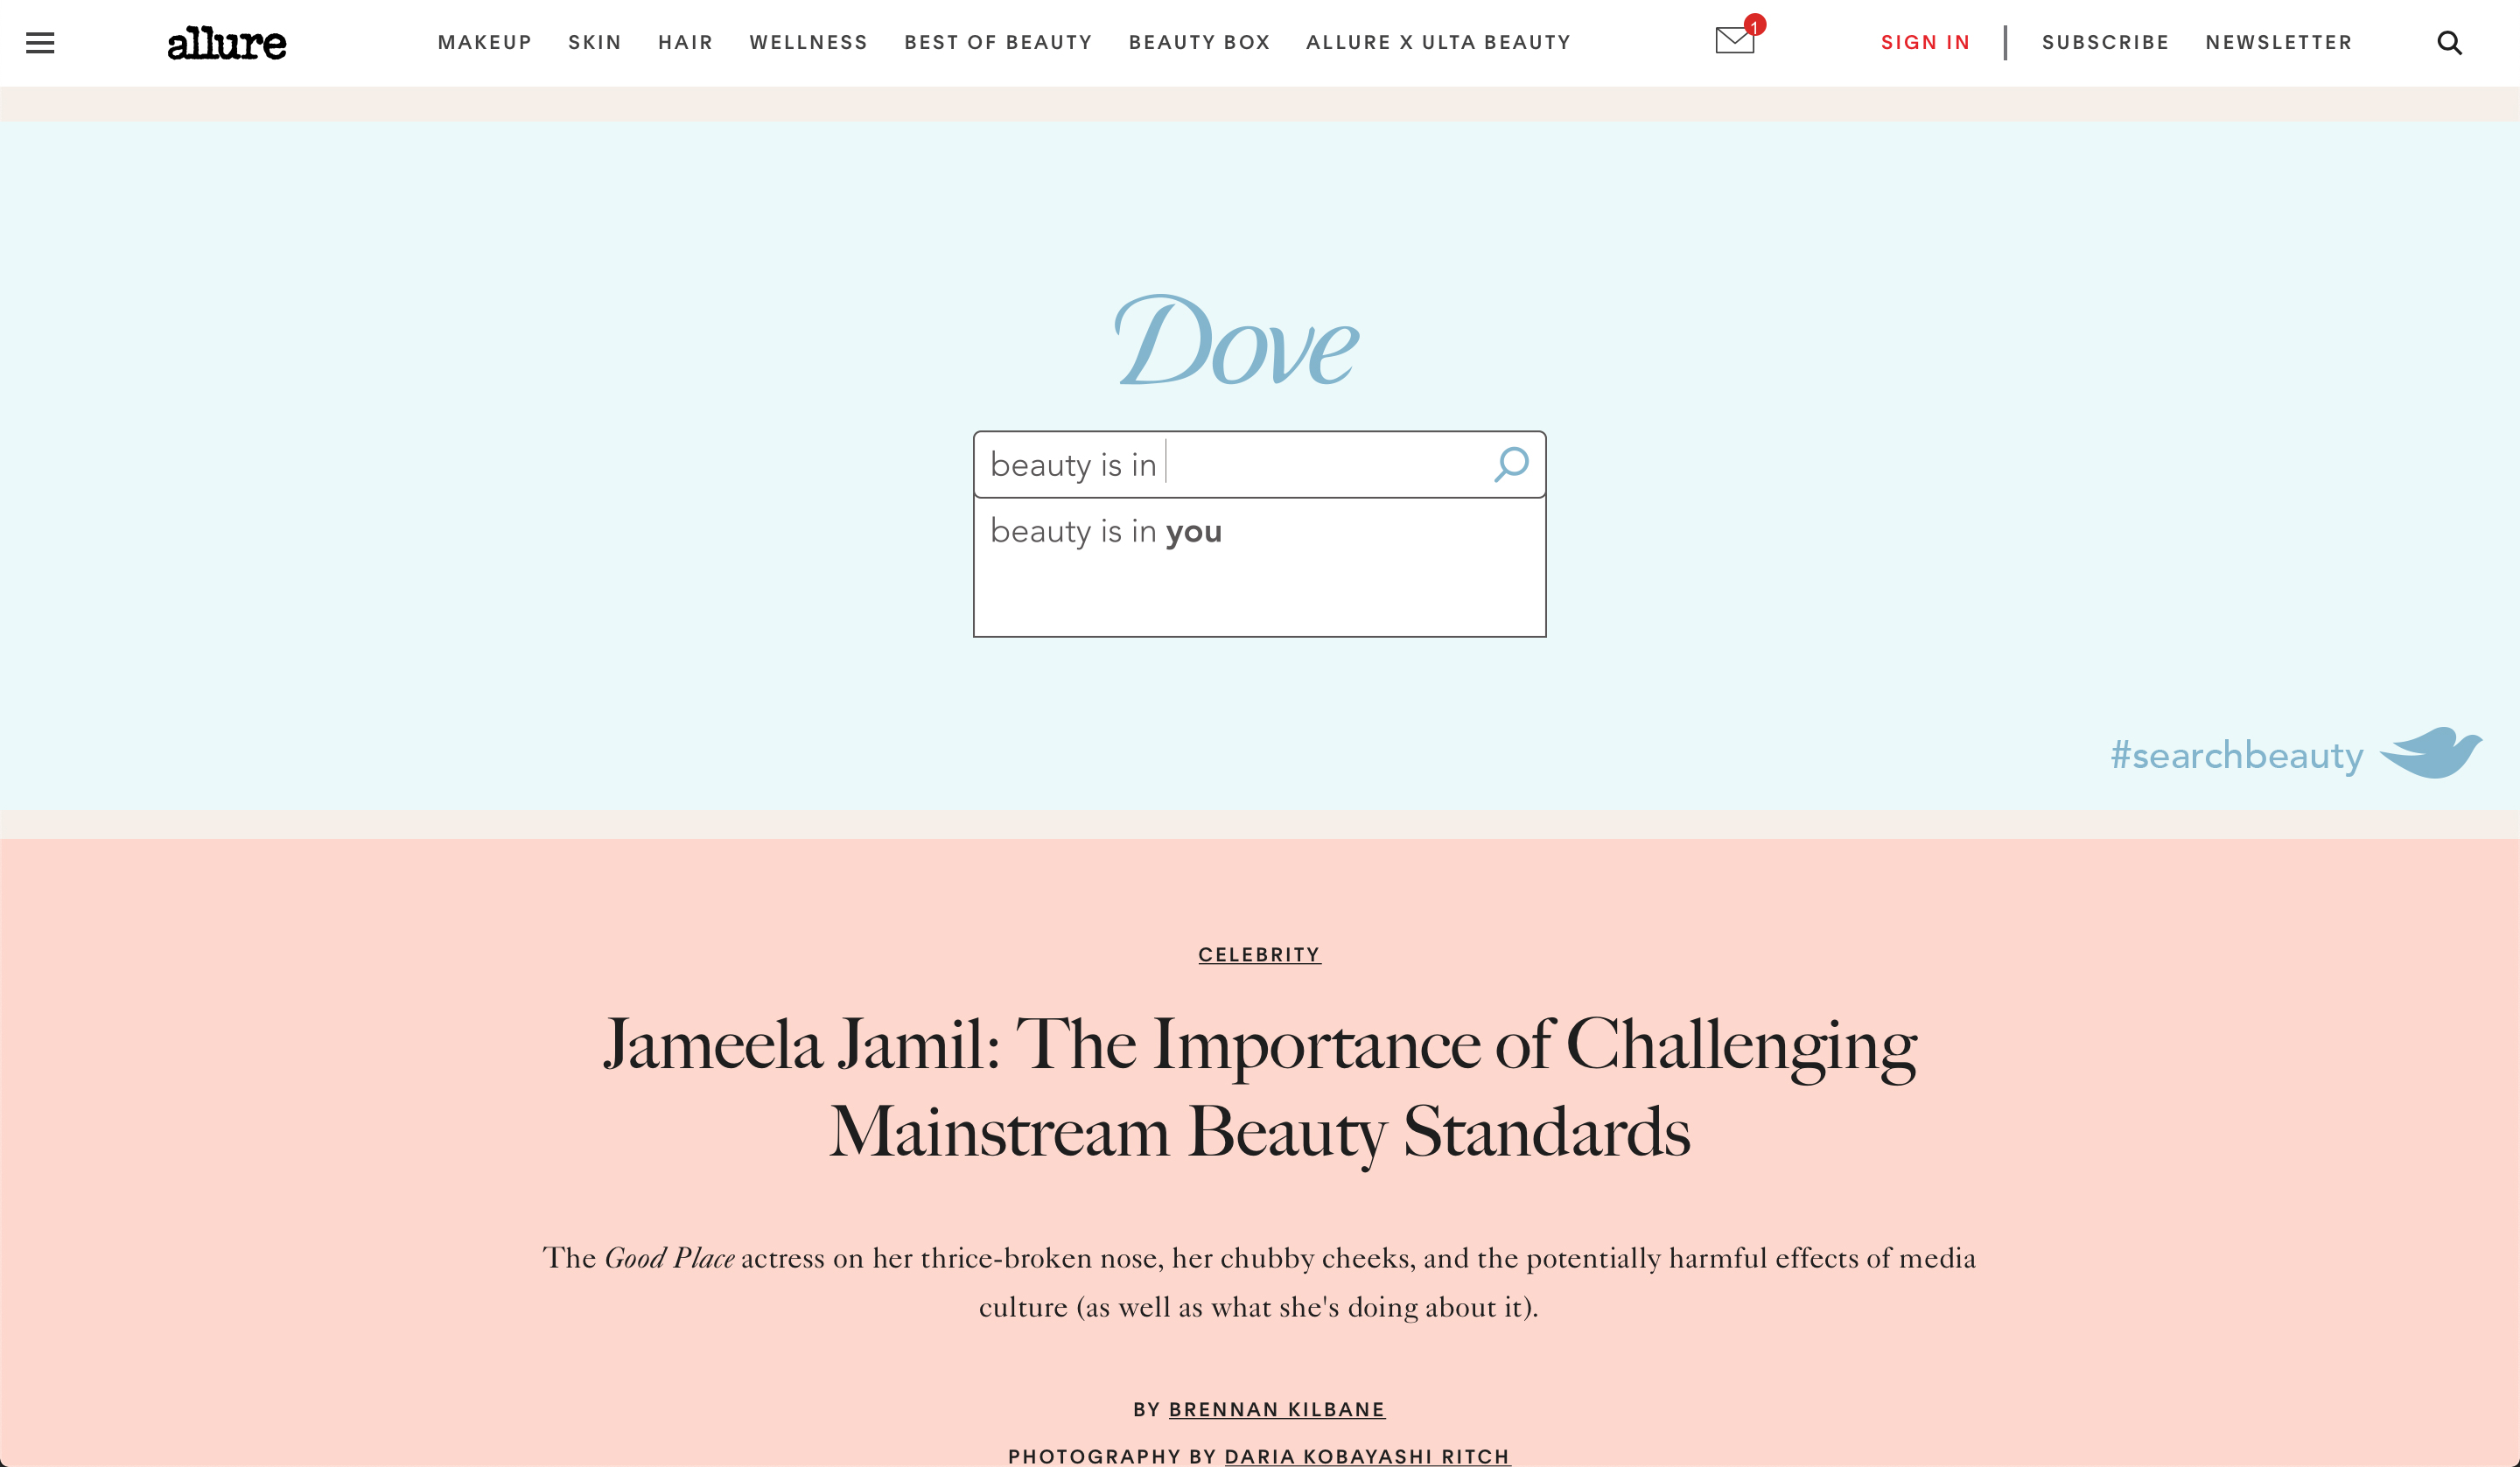 allure
MAKEUP SKIN HAIR WELLNESS BEST OF BEAUTY BEAUTY BOX ALLURE X ULTA BEAUTY 1 SIGN IN SUBSCRIBE NEWSLETTER
Dove
beauty is in
beauty is in you
#searchbeauty
CELEBRITY
Jameela Jamil: The Importance of Challenging
Mainstream Beauty Standards
The Good Place actress on her thrice-broken nose, her chubby cheeks, and the potentially harmful effects of media
culture (as well as what she's doing about it).
BY BRENNAN KILBANE
PHOTOGRAPHY BY DARIA KOBAYASHI RITCH